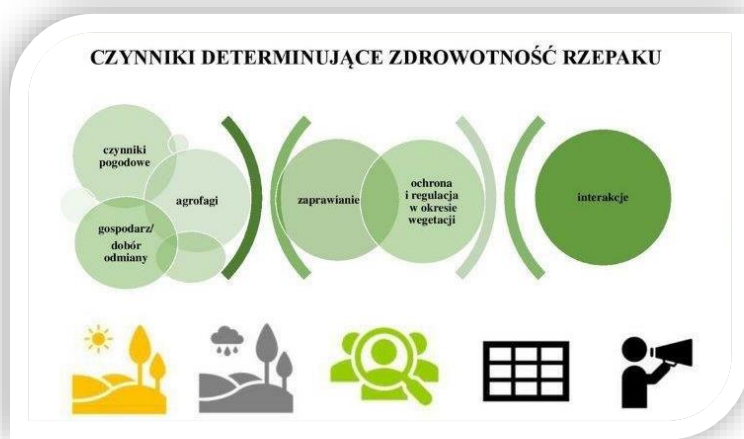 CZYNNIKI DETERMINUJĄCE ZDROWOTNOŚĆ RZEPAKU
czynniki
pogodowe
agrofagi
gospodarz/
dobór
odmiany
zaprawianie
ochrona
i regulacja
w okresie
wegetacji
interakcje